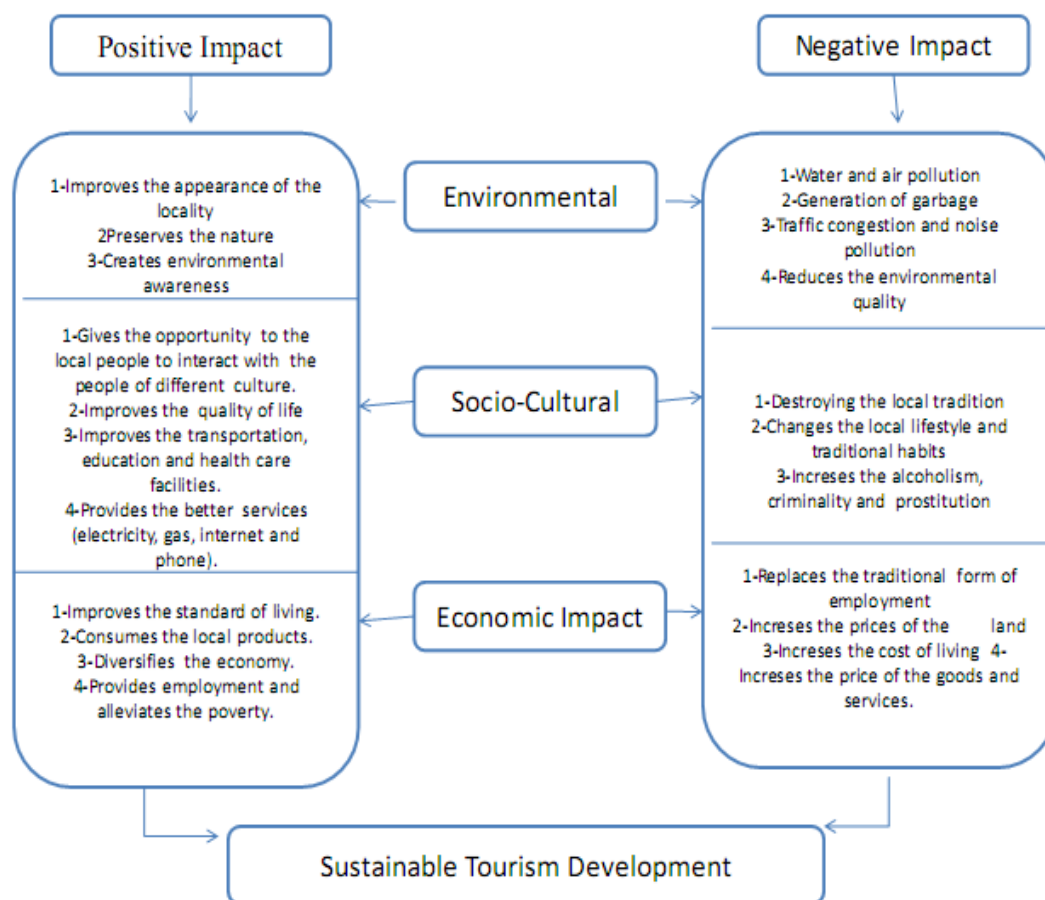 Positive Impact
Negative Impact
1-Improves the appearance of the
locality
2Preserves the nature
3-Creates environmental
awareness
Environmental
1-Water and air pollution
2-Generation of garbage
3-Traffic congestion and noise
pollution
4-Reduces the environmental
quality
1-Gives the opportunity to the
local people to interact with the
people of different culture.
2-Improves the quality of life
3-Improves the transportation,
education and health care
facilities.
4-Provides the better services
(electricity, gas, internet and
phone).
Socio-Cultural
1-Destroying the local tradition
2-Changes the local lifestyle and
traditional habits
3-Increses the alcoholism,
criminality and prostitution
1-Improves the standard of living.
2-Consumes the local products.
3-Diversifies the economy.
4-Provides employment and
alleviates the poverty.
Economic Impact
1-Replaces the traditional form of
employment
2-Increses the prices of the land
3-Increses the cost of living 4-
Increses the price of the goods and
services.
Sustainable Tourism Development